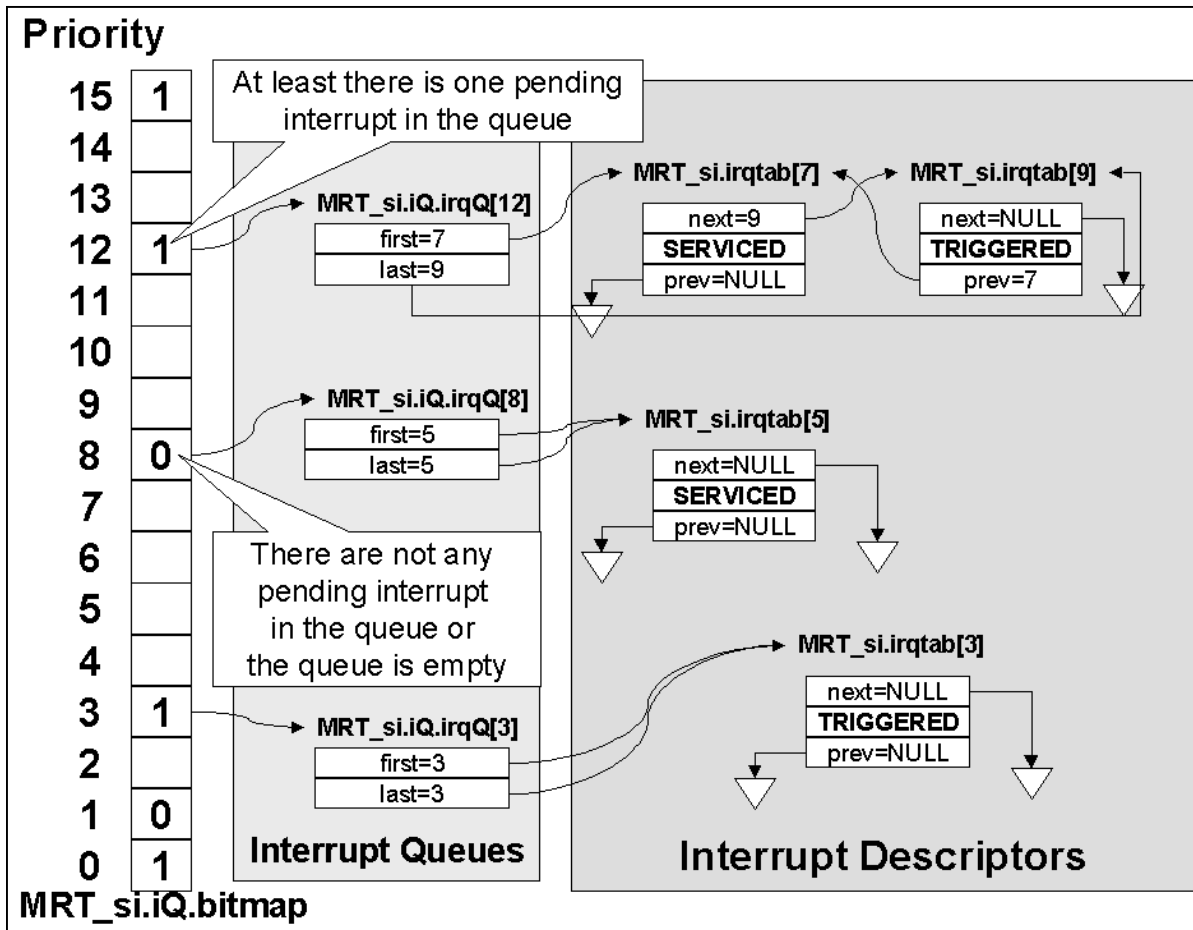 Priority
15 1
14
13
12 1
11
10
9
8 0
7
6
5
4
3 1
2
1 0
0 1
MRT_si.iQ.bitmap
At least there is one pending
interrupt in the queue
There are not any
pending interrupt
in the queue or
the queue is empty
MRT_si.iQ.irqQ[12]
first=7
last=9
MRT_si.iQ.irqQ[8]
first=5
last=5
MRT_si.iQ.irqQ[3]
first=3
last=3
Interrupt Queues
MRT_si.irqtab[7]
next=9
SERVICED
prev=NULL
MRT_si.irqtab[9]
next=NULL
TRIGGERED
prev=7
MRT_si.irqtab[5]
next=NULL
SERVICED
prev=NULL
MRT_si.irqtab[3]
next=NULL
TRIGGERED
prev=NULL
Interrupt Descriptors